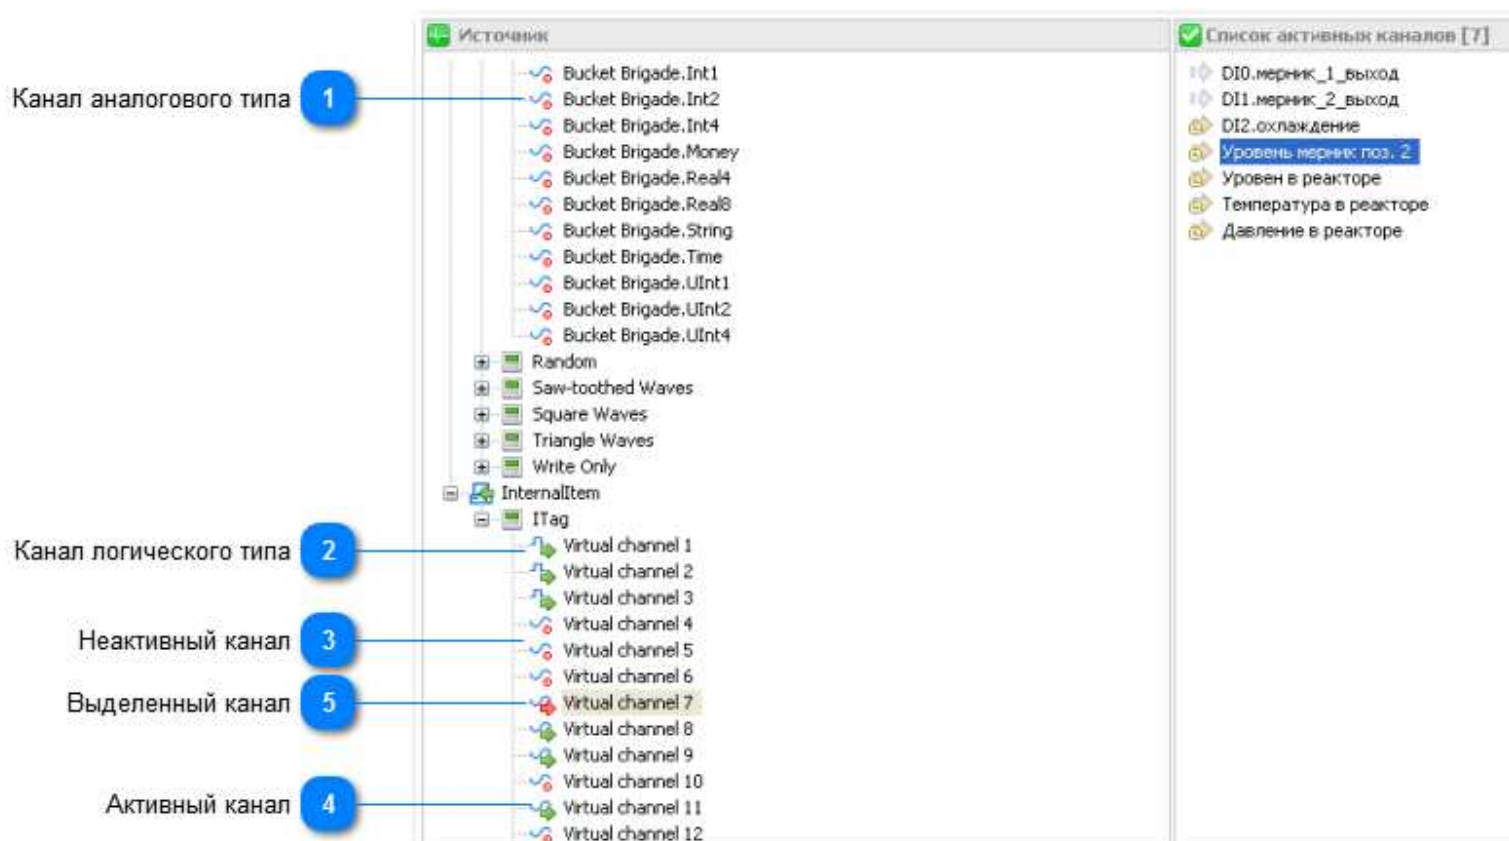 Источник
Список активных каналов [7]
Канал аналогового типа 1
Bucket Brigade.Int1
Bucket Brigade.Int2
Bucket Brigade.Int4
Bucket Brigade.Money
Bucket Brigade.Real4
Bucket Brigade.Real8
Bucket Brigade.String
Bucket Brigade.Time
Bucket Brigade.UInt1
Bucket Brigade.UInt2
Bucket Brigade.UInt4
Random
Saw-toothed Waves
Square Waves
Triangle Waves
Write Only
InternalItem
ITag
Канал логического типа 2
Virtual channel 1
Virtual channel 2
Virtual channel 3
Virtual channel 4
Неактивный канал 3
Virtual channel 5
Virtual channel 6
Выделенный канал 5
Virtual channel 7
Virtual channel 8
Virtual channel 9
Virtual channel 10
Активный канал 4
Virtual channel 11
Virtual channel 12
DI0.мерник_1_выход
DI1.мерник_2_выход
DI2.охлаждение
Уровень мерник поз. 2
Уровен в реакторе
Температура в реакторе
Давление в реакторе